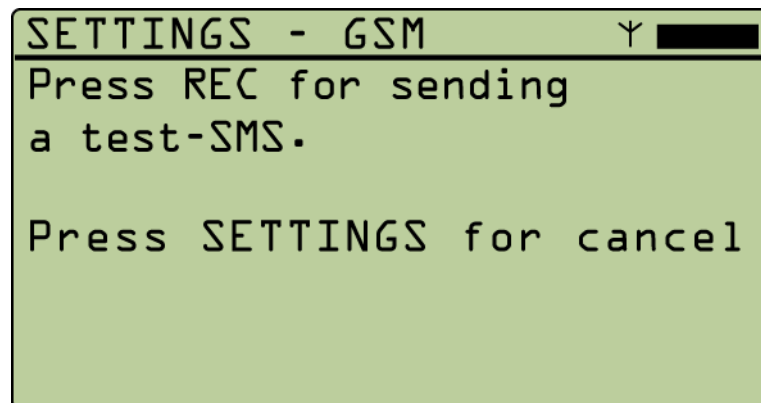 SETTINGS - GSM
Press REC for sending
a test-SMS.
Press SETTINGS for cancel